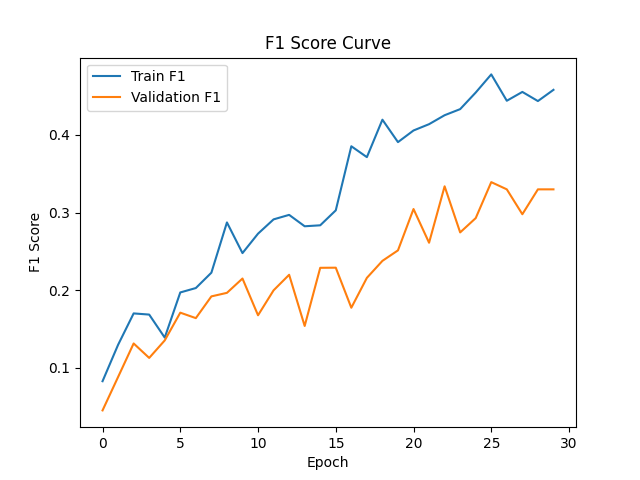 F1 Score Curve
Train F1
Validation F1
F1 Score
0.4
0.3
0.2
0.1
0 5 10 15 20 25 30
Epoch